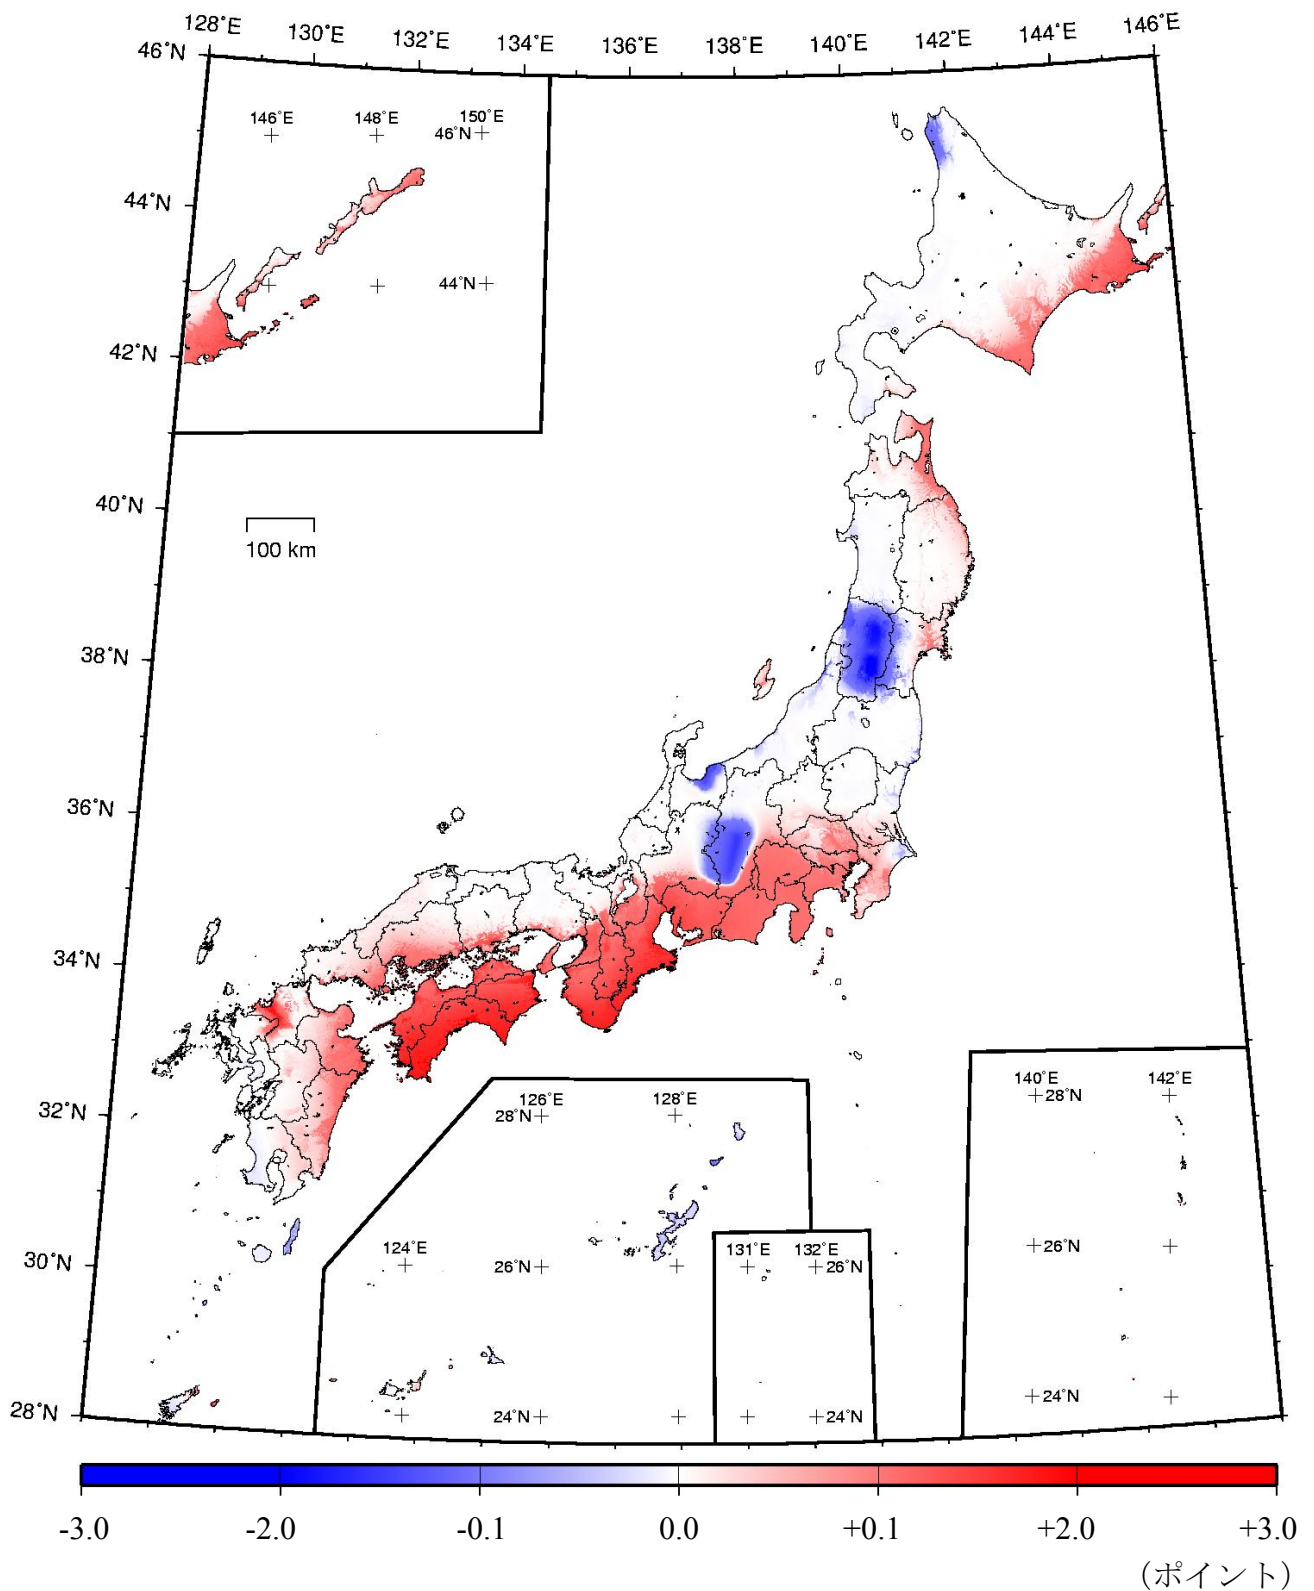 128°E 130°E 132°E 134°E 136°E 138°E 140°E 142°E 144°E 146°E
46°N
146°E 148°E 150°E
46°N
44°N
44°N
42°N
40°N
100 km
38°N
36°N
34°N
32°N
140°E 142°E
28°N
126°E 128°E
28°N
30°N
124°E
26°N
131°E 132°E
26°N
26°N
28°N
24°N
24°N
24°N
-3.0 -2.0 -0.1 0.0 +0.1 +2.0 +3.0
(ポイント)